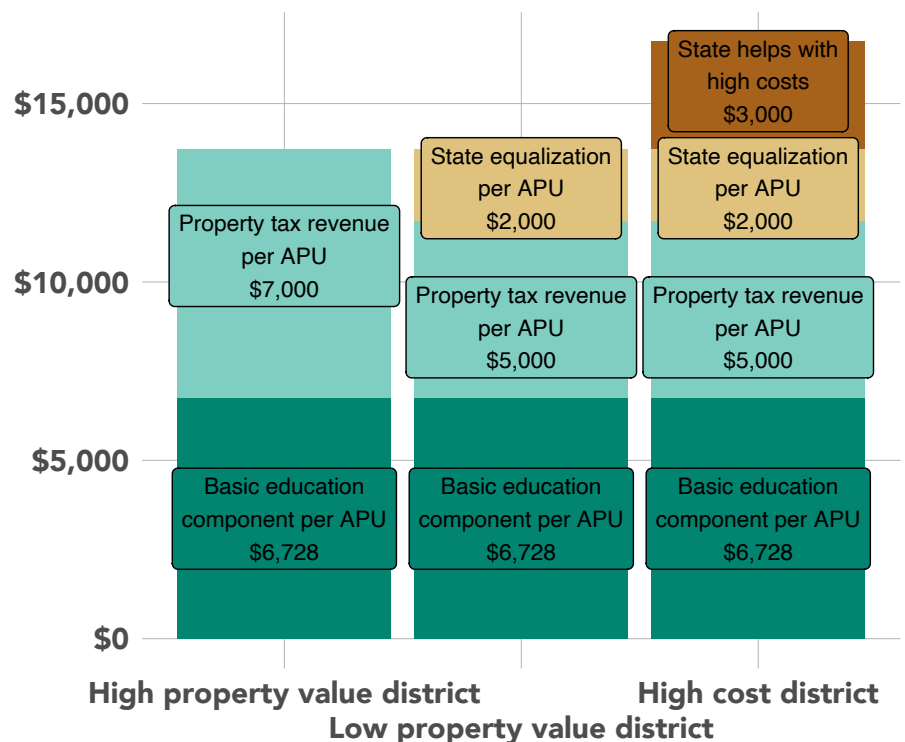 State helps with
high costs
$3,000
$15,000
State equalization
per APU
$2,000
State equalization
per APU
$2,000
Property tax revenue
per APU
$7,000
$10,000
Property tax revenue
per APU
$5,000
Property tax revenue
per APU
$5,000
$5,000
Basic education
component per APU
$6,728
Basic education
component per APU
$6,728
Basic education
component per APU
$6,728
$0
High property value district
High cost district
Low property value district